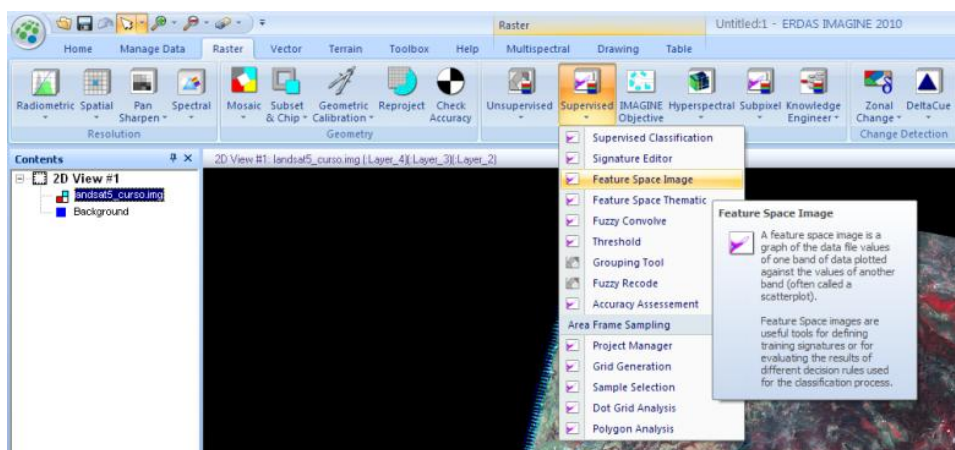 Raster
Untitled:1 - ERDAS IMAGINE 2010
Home Manage Data Raster Vector Terrain Toolbox Help Multispectral Drawing Table
Radiometric Spatial Pan Sharpen Spectral Mosaic Subset & Chip Geometric Calibration Reproject Check Accuracy Unsupervised Supervised IMAGINE Objective Hyperspectral Subpixel Knowledge Engineer Zonal Change DeltaCue
Resolution Geometry Change Detection
Contents
2D View #1: landsat5_curso.img (:Layer_4)(:Layer_3)(:Layer_2)
2D View #1
landsat5_curso.img
Background
Supervised Classification
Signature Editor
Feature Space Image
Feature Space Thematic
Fuzzy Convolve
Threshold
Grouping Tool
Fuzzy Recode
Accuracy Assessement
Area Frame Sampling
Project Manager
Grid Generation
Sample Selection
Dot Grid Analysis
Polygon Analysis
Feature Space Image
A feature space image is a
graph of the data file values
of one band of data plotted
against the values of another
band (often called a
scatterplot).
Feature Space images are
useful tools for defining
training signatures or for
evaluating the results of
different decision rules used
for the classification process.